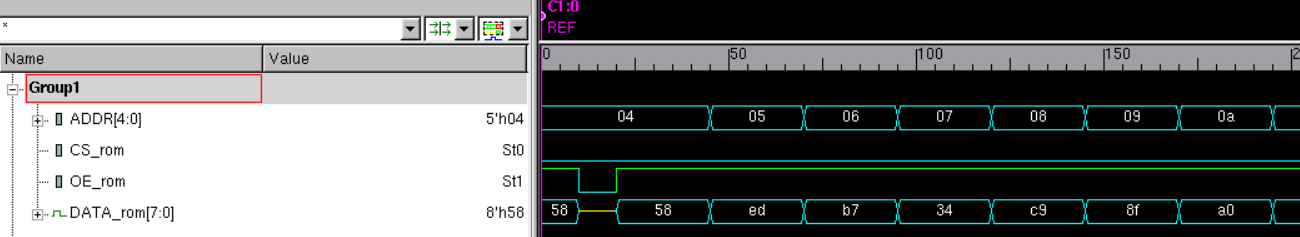 C1:0
*
REF
Name Value
0 50 100 150 2
Group1
ADDR[4:0] 5'h04 04 05 06 07 08 09 0a
CS_rom St0
OE_rom St1
DATA_rom[7:0] 8'h58 58 58 ed b7 34 c9 8f a0